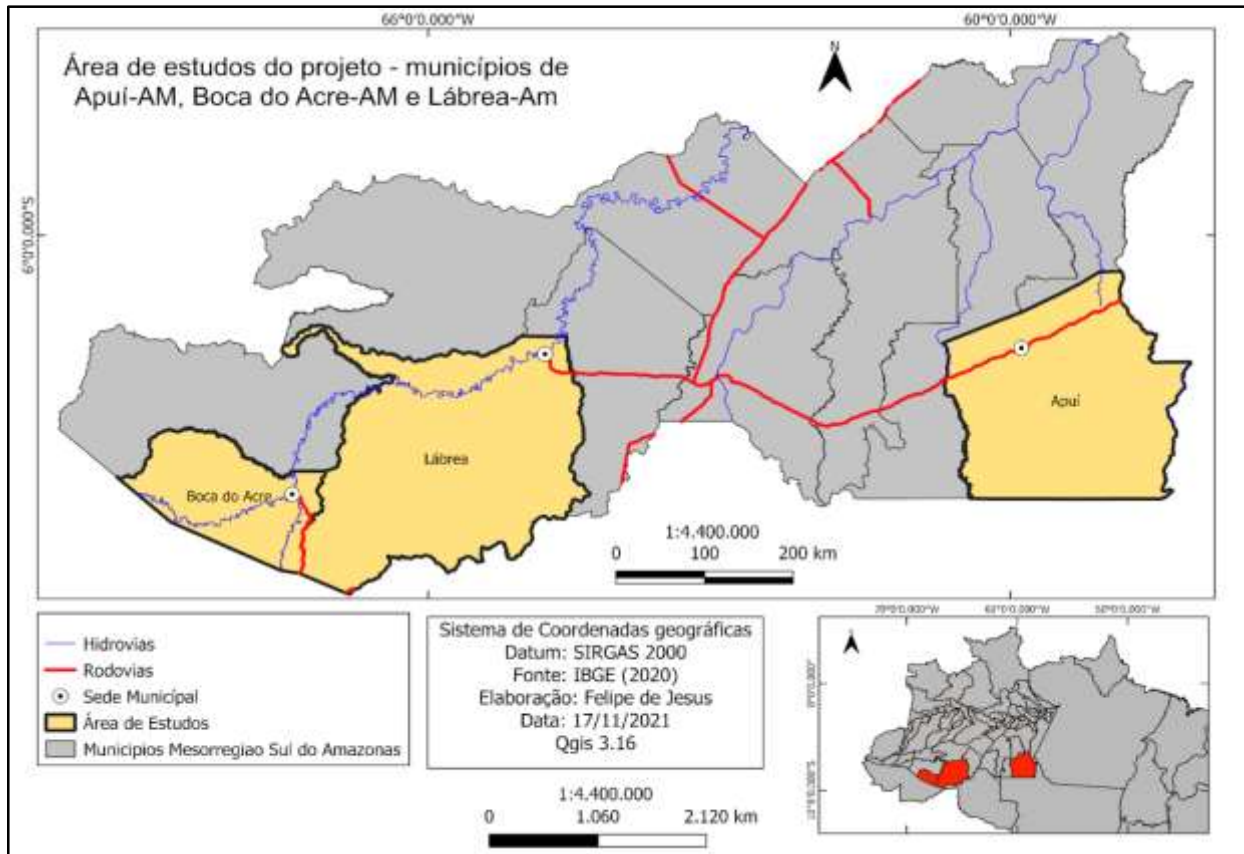 66°0'0.000"W
60°0'0.000"W
Área de estudos do projeto - municípios de
Apuí-AM, Boca do Acre-AM e Lábrea-Am
N
6°0'0.000"S
Apuí
Lábrea
Boca do Acre
1:4.400.000
0 100 200 km
Hidrovias
Rodovias
Sede Municípal
Área de Estudos
Municipios Mesorregiao Sul do Amazonas
Sistema de Coordenadas geográficas
Datum: SIRGAS 2000
Fonte: IBGE (2020)
Elaboração: Felipe de Jesus
Data: 17/11/2021
Qgis 3.16
1:4.400.000
0 1.060 2.120 km